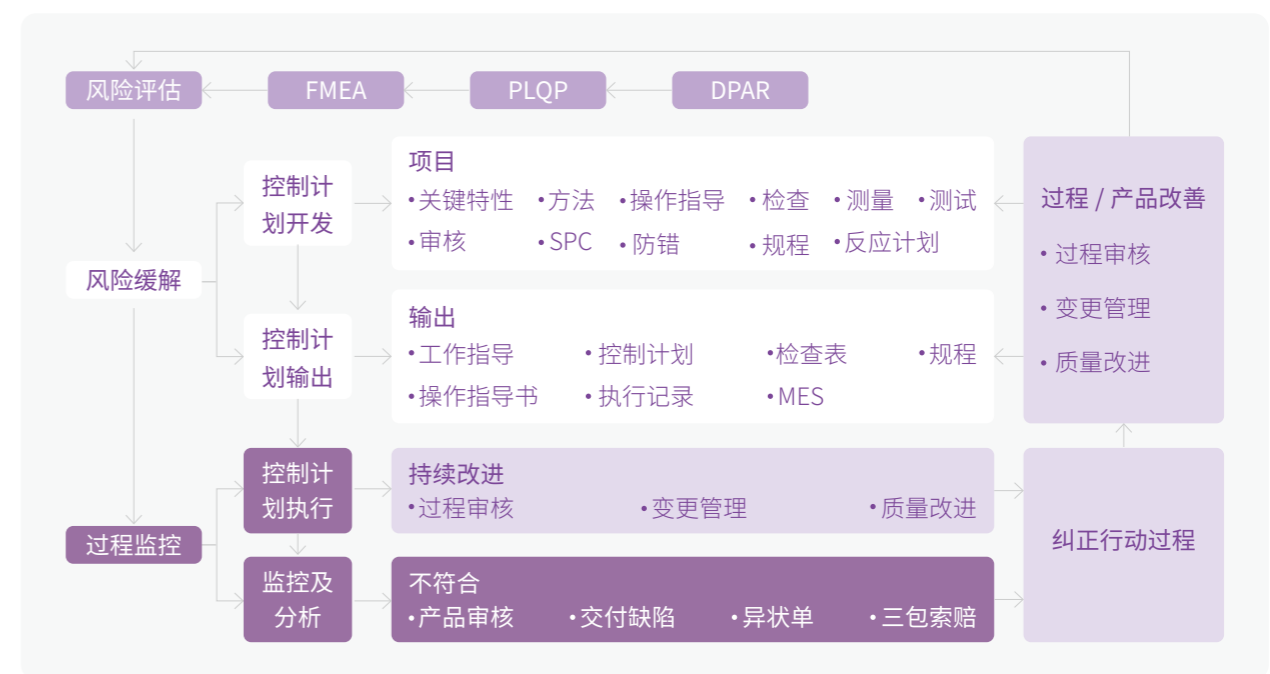 风险评估
FMEA
PLQP
DPAR
风险缓解
过程监控
控制计
划开发
控制计
划输出
控制计
划执行
监控及
分析
项目
•关键特性 •方法 •操作指导 •检查 •测量 •测试
•审核 •SPC •防错 •规程 •反应计划
输出
•工作指导 •控制计划 •检查表 •规程
•操作指导书 •执行记录 •MES
持续改进
•过程审核 •变更管理 •质量改进
不符合
•产品审核 •交付缺陷 •异状单 •三包索赔
过程 / 产品改善
•过程审核
•变更管理
•质量改进
纠正行动过程